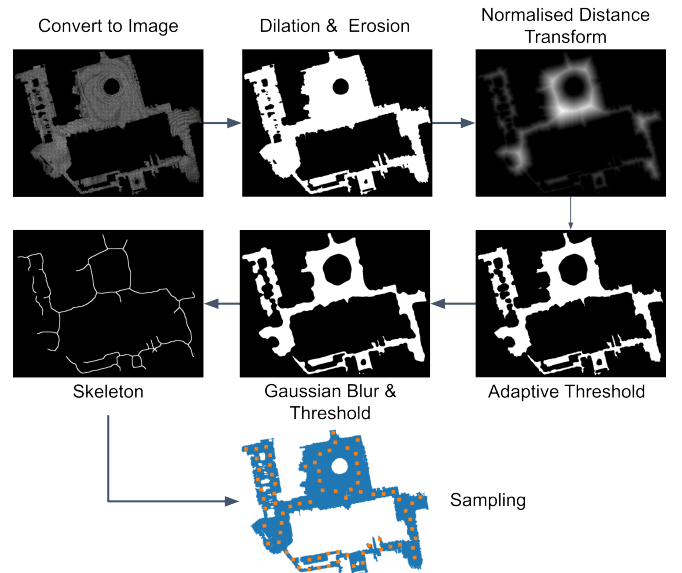 Convert to Image
Dilation & Erosion
Normalised Distance
Transform
Skeleton
Gaussian Blur &
Threshold
Adaptive Threshold
Sampling